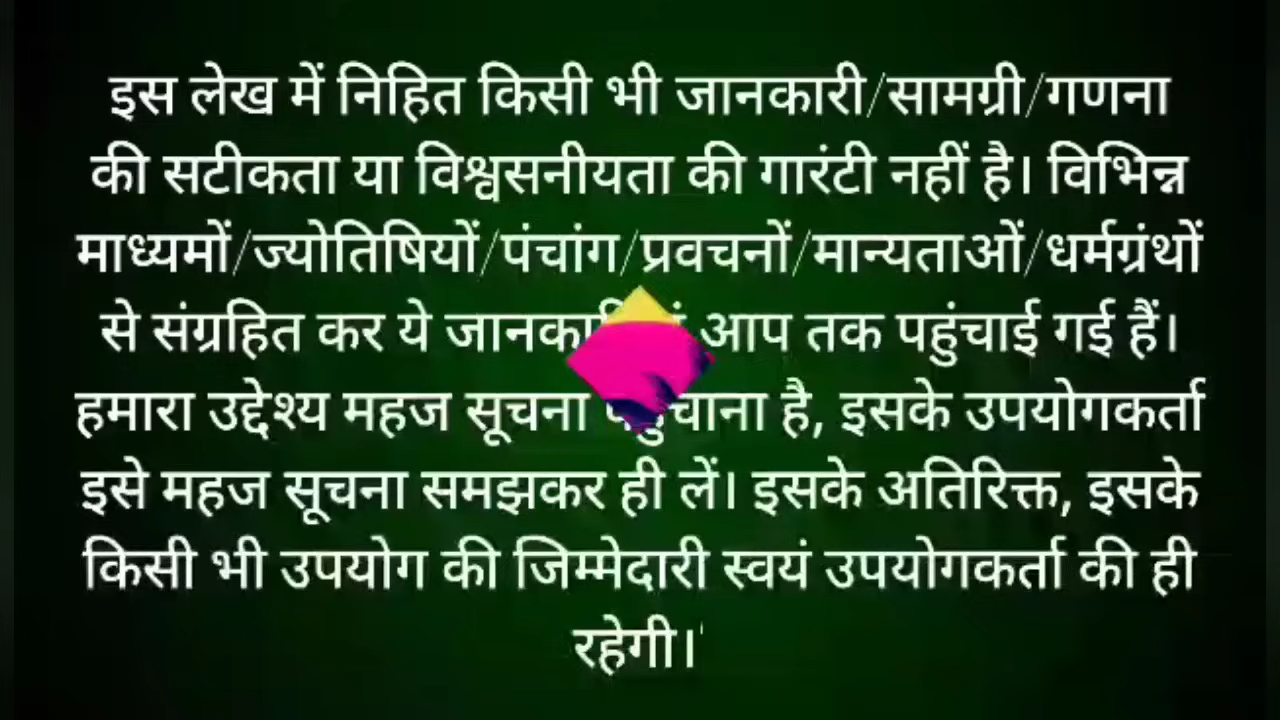 इस लेख में निहित किसी भी जानकारी/सामग्री/गणना
की सटीकता या विश्वसनीयता की गारंटी नहीं है। विभिन्न
माध्यमों/ज्योतिषियों/पंचांग/प्रवचनों/मान्यताओं/धर्मग्रंथों
से संग्रहित कर ये आप तक पहुंचाई गई हैं।
हमारा उद्देश्य महज सूचना है, इसके उपयोगकर्ता
इसे महज सूचना समझकर ही लें। इसके अतिरिक्त, इसके
किसी भी उपयोग की जिम्मेदारी स्वयं उपयोगकर्ता की ही
रहेगी।'